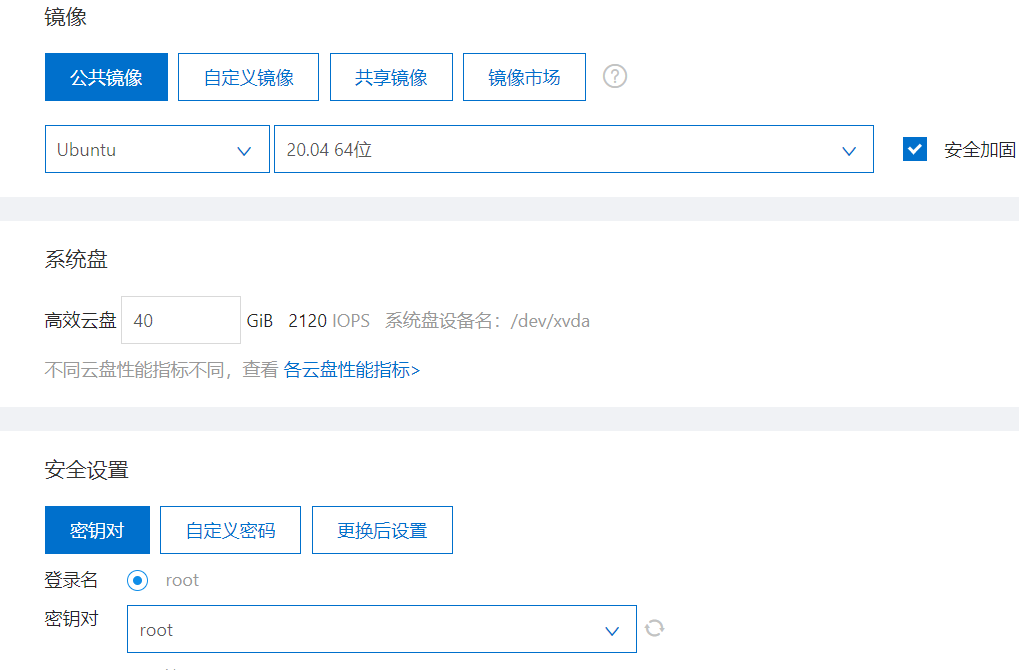 镜像
公共镜像 自定义镜像 共享镜像 镜像市场 ?
Ubuntu 20.04 64位 安全加固
系统盘
高效云盘 40 GiB 2120 IOPS 系统盘设备名：/dev/xvda
不同云盘性能指标不同，查看 各云盘性能指标>
安全设置
密钥对 自定义密码 更换后设置
登录名 root
密钥对 root